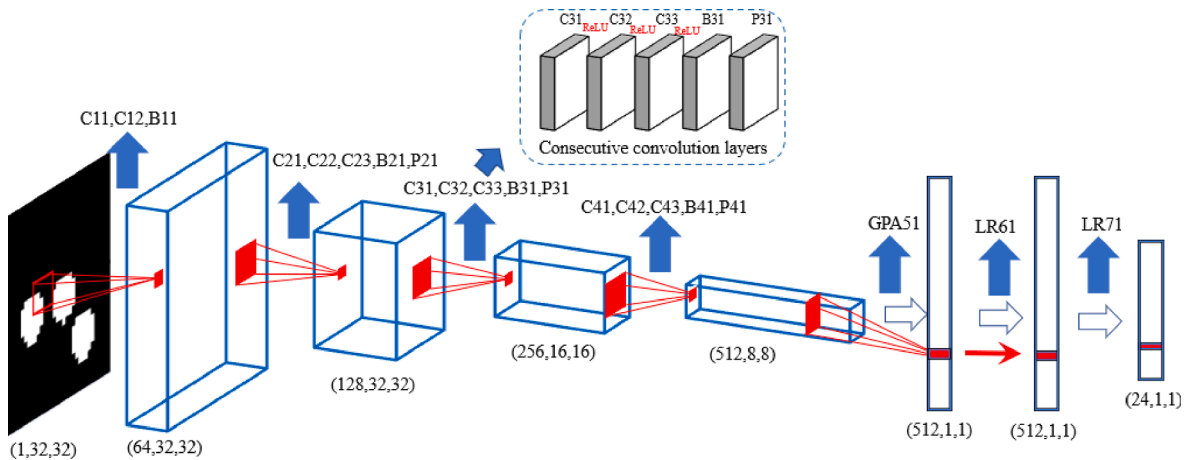 C31 C32 C33 B31 P31
ReLU ReLU ReLU
Consecutive convolution layers
C11,C12,B11
C21,C22,C23,B21,P21
C31,C32,C33,B31,P31
C41,C42,C43,B41,P41
GPA51
LR61
LR71
(1,32,32)
(64,32,32)
(128,32,32)
(256,16,16)
(512,8,8)
(512,1,1)
(512,1,1)
(24,1,1)